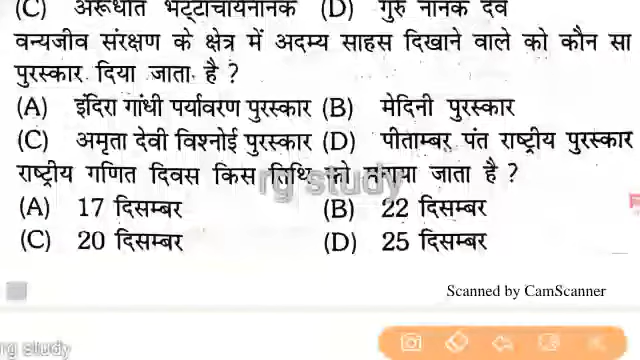 (C) अरूंधति भट्टाचार्यनानक (D) गुरु नानक देव
वन्यजीव संरक्षण के क्षेत्र में अदम्य साहस दिखाने वाले को कौन सा
पुरस्कार दिया जाता है ?
(A) इंदिरा गांधी पर्यावरण पुरस्कार (B) मेदिनी पुरस्कार
(C) अमृता देवी विश्नोई पुरस्कार (D) पीताम्बर पंत राष्ट्रीय पुरस्कार
राष्ट्रीय गणित दिवस किस तिथि को मनाया जाता है ?
rg study
(A) 17 दिसम्बर (B) 22 दिसम्बर
(C) 20 दिसम्बर (D) 25 दिसम्बर
Scanned by CamScanner
rg study